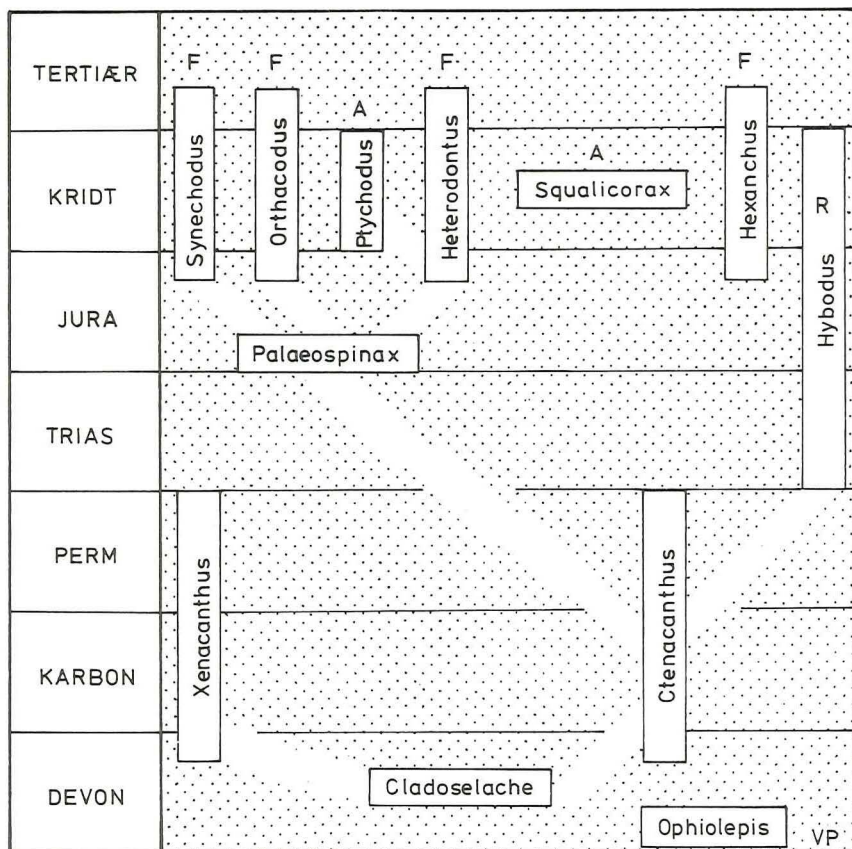 TERTIÆR
F
F
A
F
F
Synechodus
Orthacodus
Ptychodus
Heterodontus
Hexanchus
KRIDT
A
Squalicorax
R
Hybodus
JURA
Palaeospinax
TRIAS
PERM
Xenacanthus
Ctenacanthus
KARBON
DEVON
Cladoselache
Ophiolepis
VP